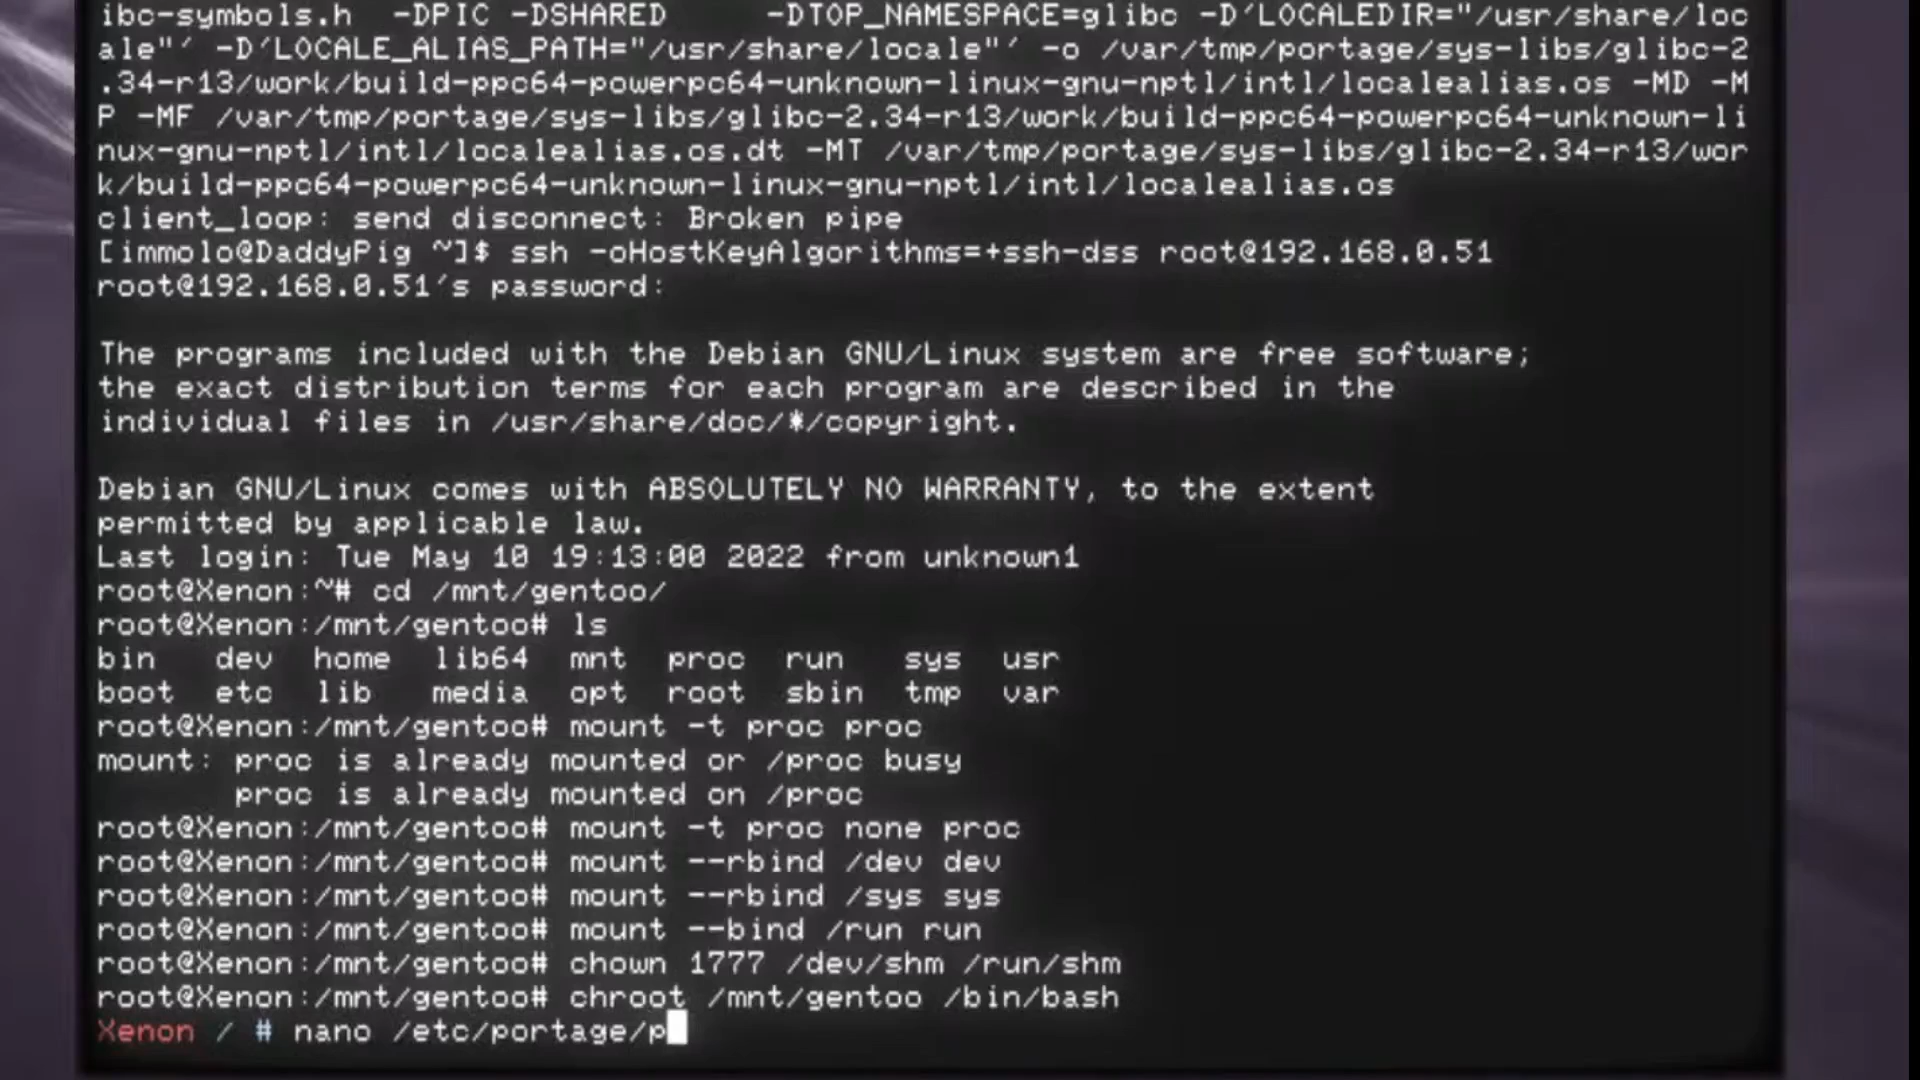 ibc-symbols.h  -DPIC -DSHARED     -DTOP_NAMESPACE=glibc -D'LOCALEDIR="/usr/share/loc
ale"' -D'LOCALE_ALIAS_PATH="/usr/share/locale"' -o /var/tmp/portage/sys-libs/glibc-2
.34-r13/work/build-ppc64-powerpc64-unknown-linux-gnu-nptl/intl/localealias.os -MD -M
P -MF /var/tmp/portage/sys-libs/glibc-2.34-r13/work/build-ppc64-powerpc64-unknown-li
nux-gnu-nptl/intl/localealias.os.dt -MT /var/tmp/portage/sys-libs/glibc-2.34-r13/wor
k/build-ppc64-powerpc64-unknown-linux-gnu-nptl/intl/localealias.os
client_loop: send disconnect: Broken pipe
[immolo@DaddyPig ~]$ ssh -oHostKeyAlgorithms=+ssh-dss root@192.168.0.51
root@192.168.0.51's password:
The programs included with the Debian GNU/Linux system are free software;
the exact distribution terms for each program are described in the
individual files in /usr/share/doc/*/copyright.
Debian GNU/Linux comes with ABSOLUTELY NO WARRANTY, to the extent
permitted by applicable law.
Last login: Tue May 10 19:13:00 2022 from unknown1
root@Xenon:~# cd /mnt/gentoo/
root@Xenon:/mnt/gentoo# ls
bin   dev  home  lib64  mnt  proc  run   sys  usr
boot  etc  lib   media  opt  root  sbin  tmp  var
root@Xenon:/mnt/gentoo# mount -t proc proc
mount: proc is already mounted or /proc busy
       proc is already mounted on /proc
root@Xenon:/mnt/gentoo# mount -t proc none proc
root@Xenon:/mnt/gentoo# mount --rbind /dev dev
root@Xenon:/mnt/gentoo# mount --rbind /sys sys
root@Xenon:/mnt/gentoo# mount --bind /run run
root@Xenon:/mnt/gentoo# chown 1777 /dev/shm /run/shm
root@Xenon:/mnt/gentoo# chroot /mnt/gentoo /bin/bash
Xenon / # nano /etc/portage/p